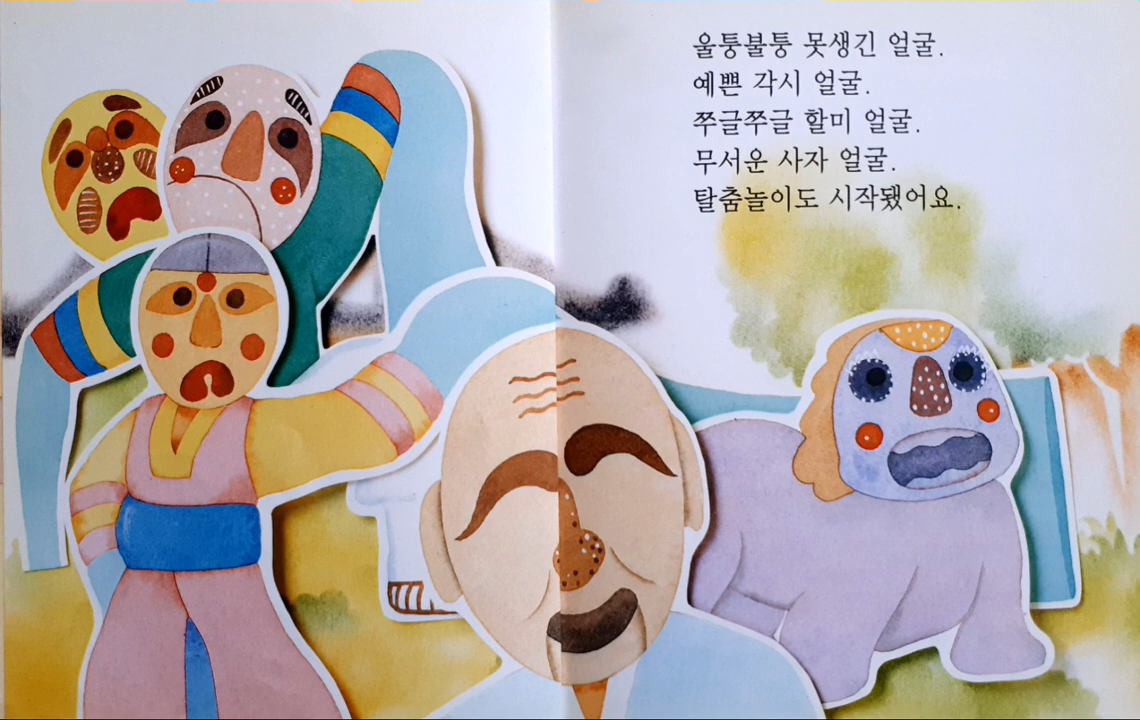 울퉁불퉁 못생긴 얼굴.
예쁜 각시 얼굴.
쭈글쭈글 할미 얼굴.
무서운 사자 얼굴.
탈춤놀이도 시작됐어요.